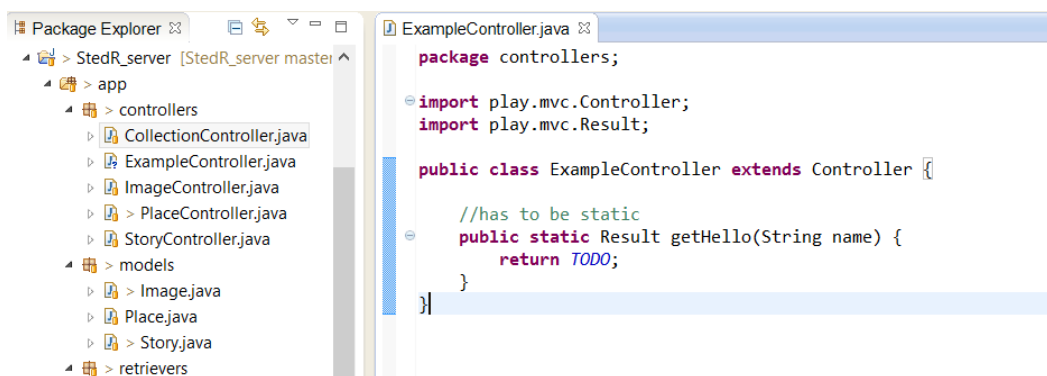 Package Explorer
> StedR_server [StedR_server master
> app
> controllers
CollectionController.java
ExampleController.java
ImageController.java
> PlaceController.java
StoryController.java
> models
> Image.java
Place.java
> Story.java
> retrievers
ExampleController.java
package controllers;
import play.mvc.Controller;
import play.mvc.Result;
public class ExampleController extends Controller {
//has to be static
public static Result getHello(String name) {
return TODO;
}
}